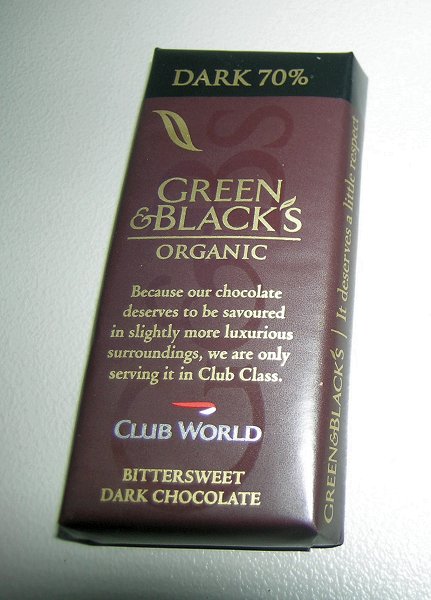 DARK 70%
GREEN
&BLACK'S
ORGANIC
Because our chocolate
deserves to be savoured
in slightly more luxurious
surroundings, we are only
serving it in Club Class.
CLUB WORLD
BITTERSWEET
DARK CHOCOLATE
GREEN&BLACK'S | It deserves a little respect